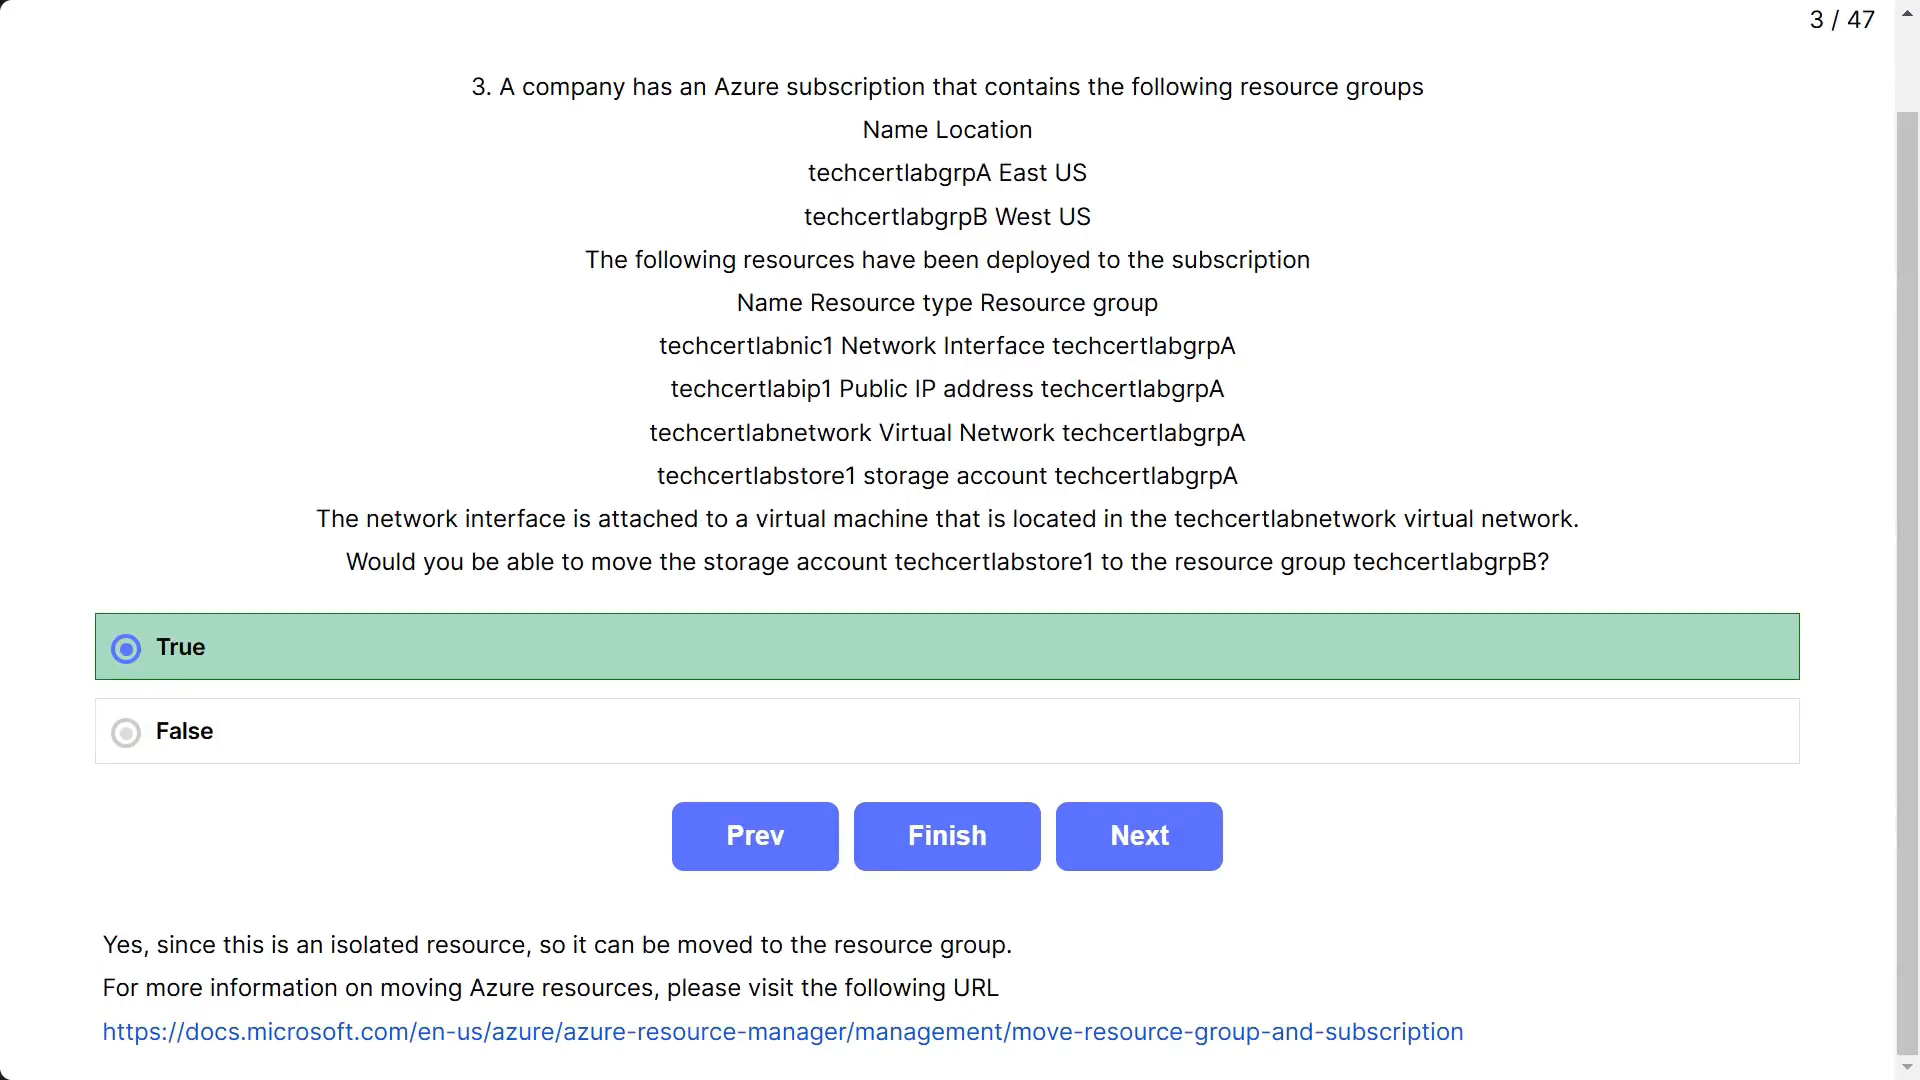 3 / 47
3. A company has an Azure subscription that contains the following resource groups
Name Location
techcertlabgrpA East US
techcertlabgrpB West US
The following resources have been deployed to the subscription
Name Resource type Resource group
techcertlabnic1 Network Interface techcertlabgrpA
techcertlabip1 Public IP address techcertlabgrpA
techcertlabnetwork Virtual Network techcertlabgrpA
techcertlabstore1 storage account techcertlabgrpA
The network interface is attached to a virtual machine that is located in the techcertlabnetwork virtual network.
Would you be able to move the storage account techcertlabstore1 to the resource group techcertlabgrpB?
True
False
Prev Finish Next
Yes, since this is an isolated resource, so it can be moved to the resource group.
For more information on moving Azure resources, please visit the following URL
https://docs.microsoft.com/en-us/azure/azure-resource-manager/management/move-resource-group-and-subscription